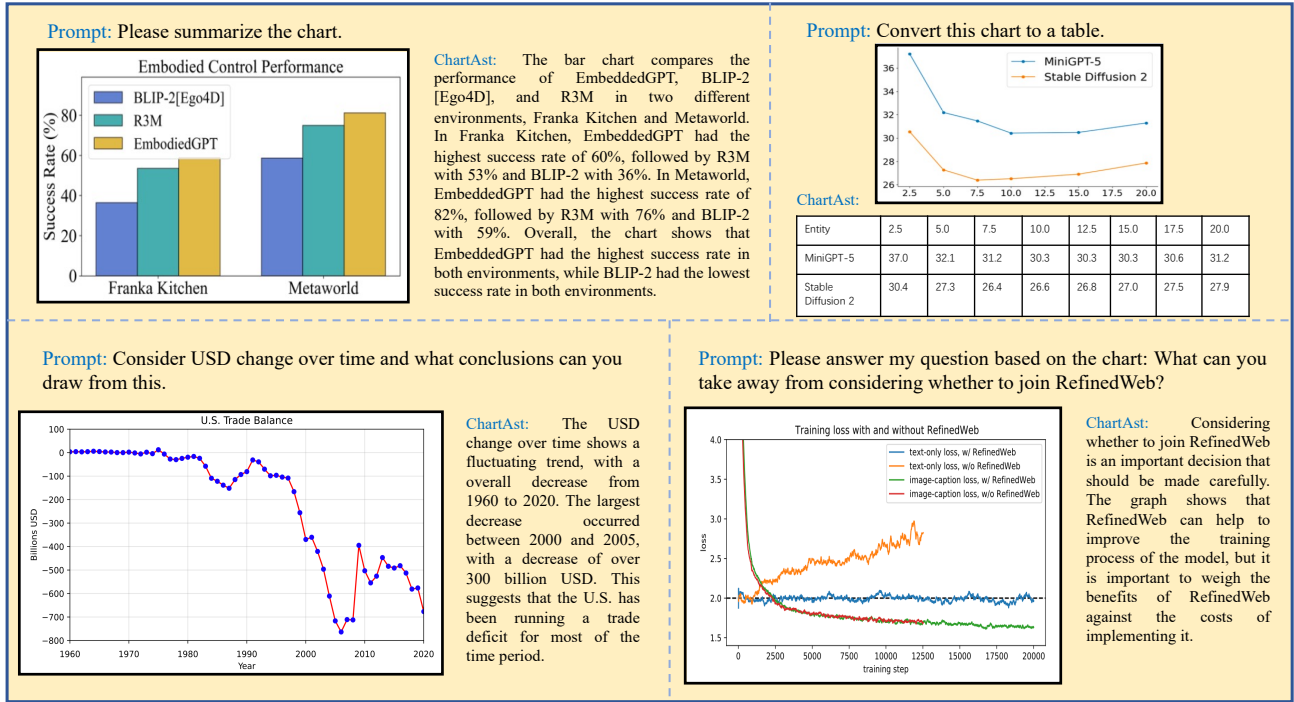 Prompt: Please summarize the chart.
Embodied Control Performance
Success Rate (%)
80
60
40
20
0
BLIP-2[Ego4D]
R3M
EmbodiedGPT
Franka Kitchen Metaworld
ChartAst: The bar chart compares the
performance of EmbeddedGPT, BLIP-2
[Ego4D], and R3M in two different
environments, Franka Kitchen and Metaworld.
In Franka Kitchen, EmbeddedGPT had the
highest success rate of 60%, followed by R3M
with 53% and BLIP-2 with 36%. In Metaworld,
EmbeddedGPT had the highest success rate of
82%, followed by R3M with 76% and BLIP-2
with 59%. Overall, the chart shows that
EmbeddedGPT had the highest success rate in
both environments, while BLIP-2 had the lowest
success rate in both environments.
Prompt: Convert this chart to a table.
36
34
32
30
28
26
MiniGPT-5
Stable Diffusion 2
2.5 5.0 7.5 10.0 12.5 15.0 17.5 20.0
ChartAst:
Entity 2.5 5.0 7.5 10.0 12.5 15.0 17.5 20.0
MiniGPT-5 37.0 32.1 31.2 30.3 30.3 30.3 30.6 31.2
Stable
Diffusion 2 30.4 27.3 26.4 26.6 26.8 27.0 27.5 27.9
Prompt: Consider USD change over time and what conclusions can you
draw from this.
U.S. Trade Balance
Billions USD
100
0
−100
−200
−300
−400
−500
−600
−700
−800
1960 1970 1980 1990 2000 2010 2020
Year
ChartAst: The USD
change over time shows a
fluctuating trend, with a
overall decrease from
1960 to 2020. The largest
decrease occurred
between 2000 and 2005,
with a decrease of over
300 billion USD. This
suggests that the U.S. has
been running a trade
deficit for most of the
time period.
Prompt: Please answer my question based on the chart: What can you
take away from considering whether to join RefinedWeb?
Training loss with and without RefinedWeb
loss
4.0
3.5
3.0
2.5
2.0
1.5
text-only loss, w/ RefinedWeb
text-only loss, w/o RefinedWeb
image-caption loss, w/ RefinedWeb
image-caption loss, w/o RefinedWeb
0 2500 5000 7500 10000 12500 15000 17500 20000
training step
ChartAst: Considering
whether to join RefinedWeb
is an important decision that
should be made carefully.
The graph shows that
RefinedWeb can help to
improve the training
process of the model, but it
is important to weigh the
benefits of RefinedWeb
against the costs of
implementing it.